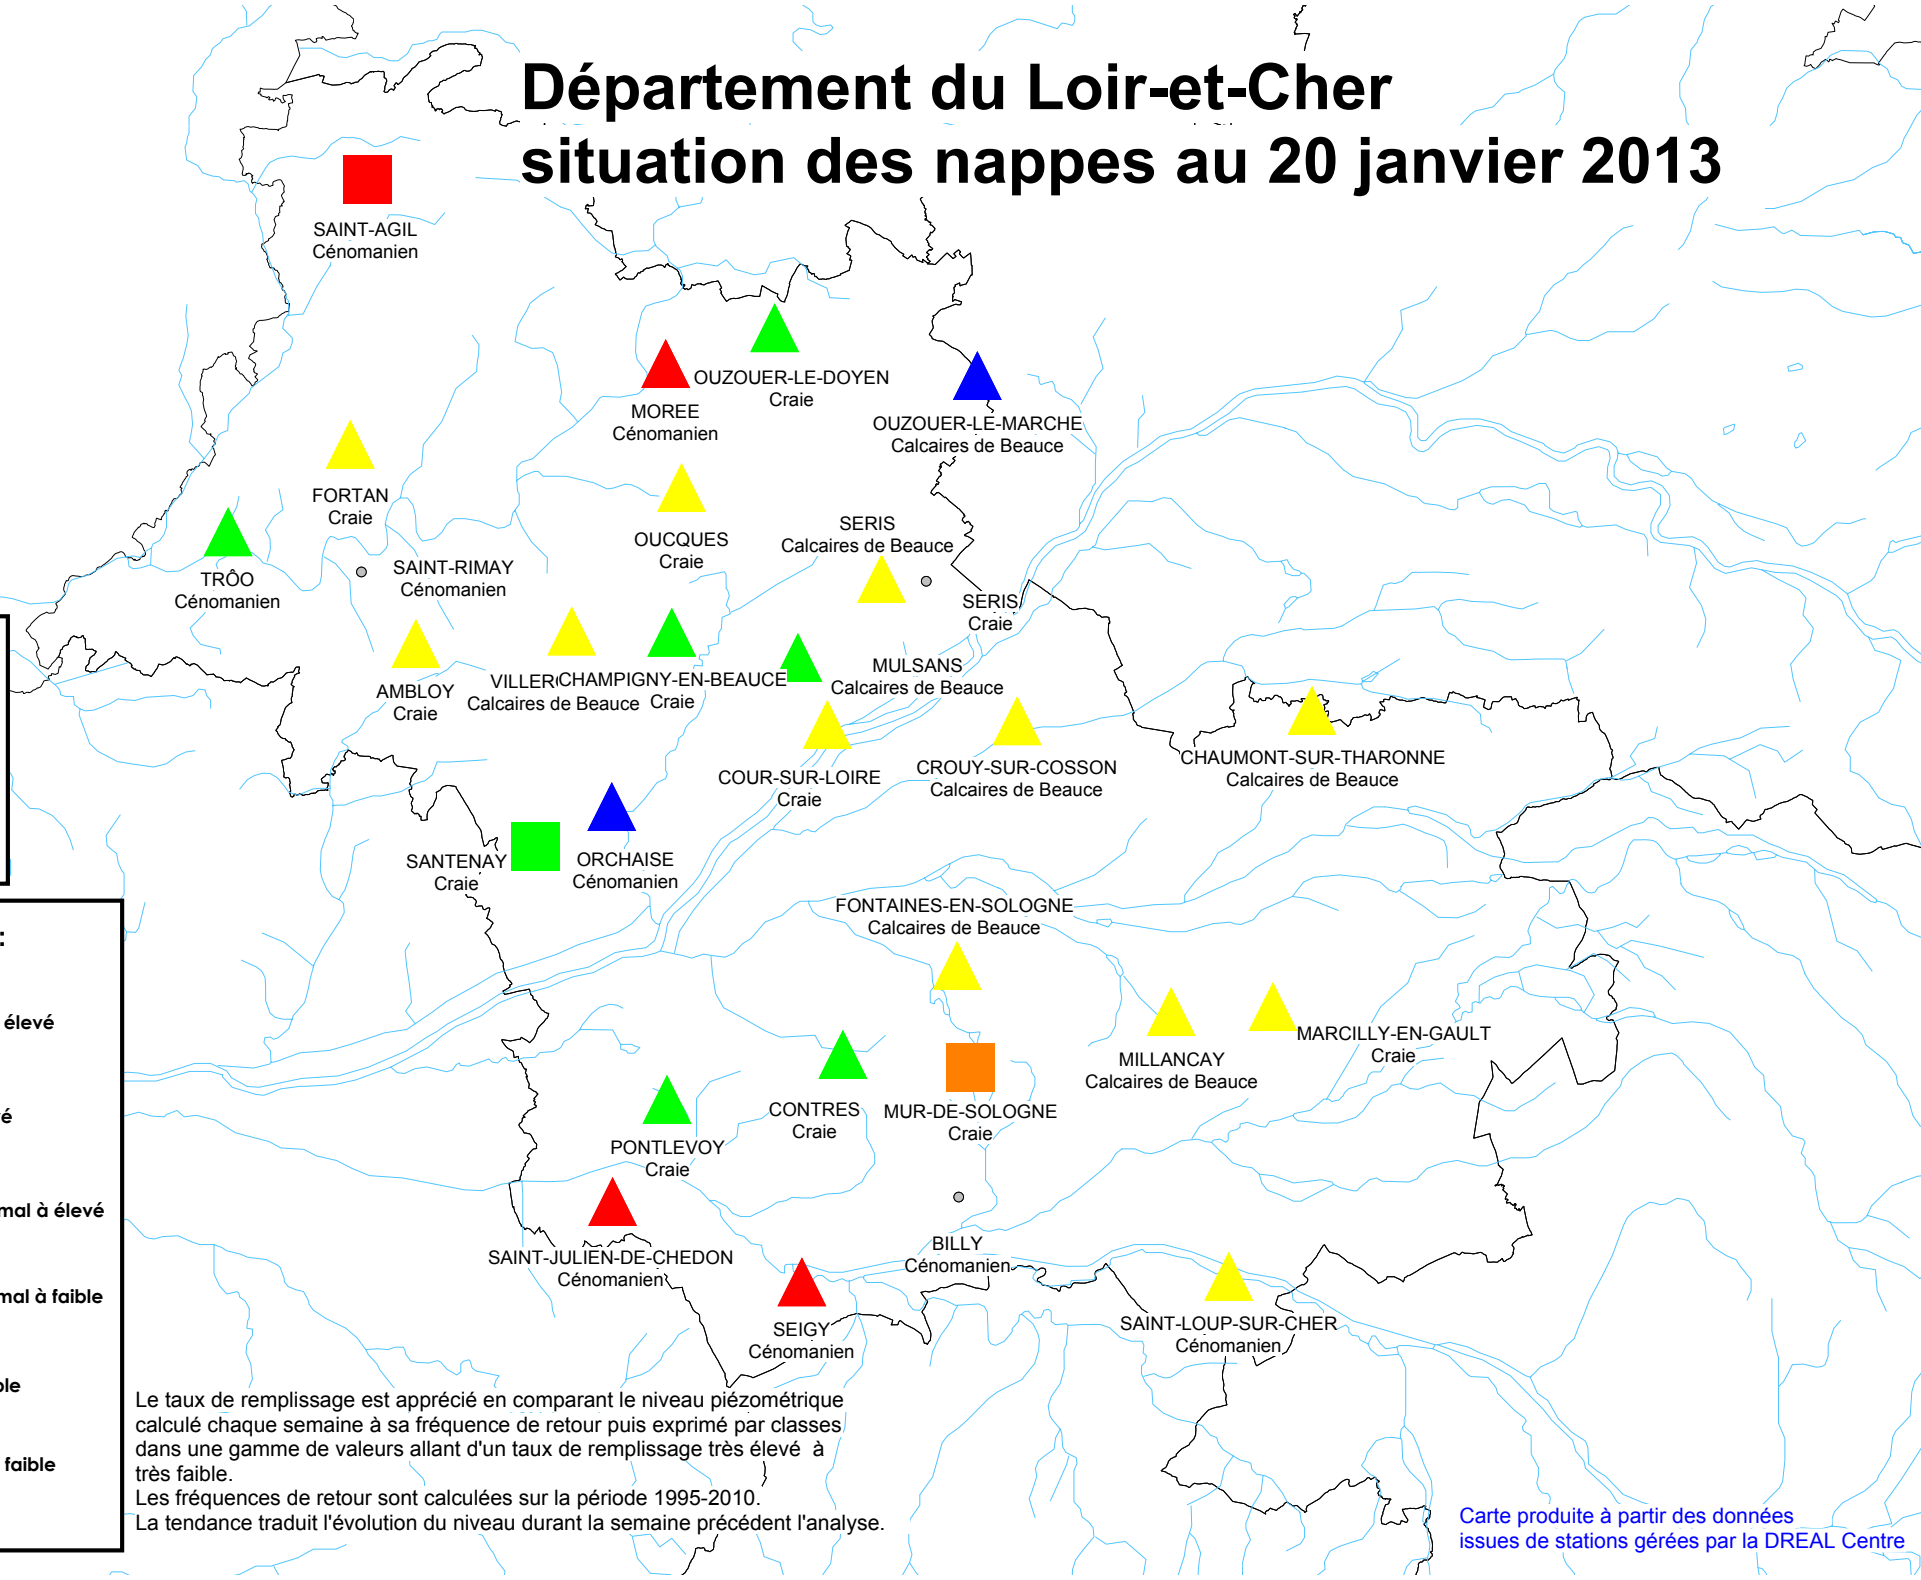 Département du Loir-et-Cher
situation des nappes au 20 janvier 2013
SAINT-AGIL
Cénomanien
OUZOUER-LE-DOYEN
Craie
MOREE
Cénomanien
OUZOUER-LE-MARCHE
Calcaires de Beauce
FORTAN
Craie
OUCQUES
Craie
SERIS
Calcaires de Beauce
TRÔO
Cénomanien
SAINT-RIMAY
Cénomanien
SERIS
Craie
AMBLOY
Craie
Calcaires de Beauce
CHAMPIGNY-EN-BEAUCE
Craie
MULSANS
Calcaires de Beauce
COUR-SUR-LOIRE
Craie
CROUY-SUR-COSSON
Calcaires de Beauce
CHAUMONT-SUR-THARONNE
Calcaires de Beauce
SANTENAY
Craie
ORCHAISE
Cénomanien
FONTAINES-EN-SOLOGNE
Calcaires de Beauce
MILLANCAY
Calcaires de Beauce
MARCILLY-EN-GAULT
Craie
CONTRES
Craie
MUR-DE-SOLOGNE
Craie
PONTLEVOY
Craie
SAINT-JULIEN-DE-CHEDON
Cénomanien
BILLY
Cénomanien
SEIGY
Cénomanien
SAINT-LOUP-SUR-CHER
Cénomanien
:
élevé
mal à élevé
mal à faible
faible
Le taux de remplissage est apprécié en comparant le niveau piézométrique
calculé chaque semaine à sa fréquence de retour puis exprimé par classes
dans une gamme de valeurs allant d'un taux de remplissage très élevé à
très faible.
Les fréquences de retour sont calculées sur la période 1995-2010.
La tendance traduit l'évolution du niveau durant la semaine précédent l'analyse.
Carte produite à partir des données
issues de stations gérées par la DREAL Centre